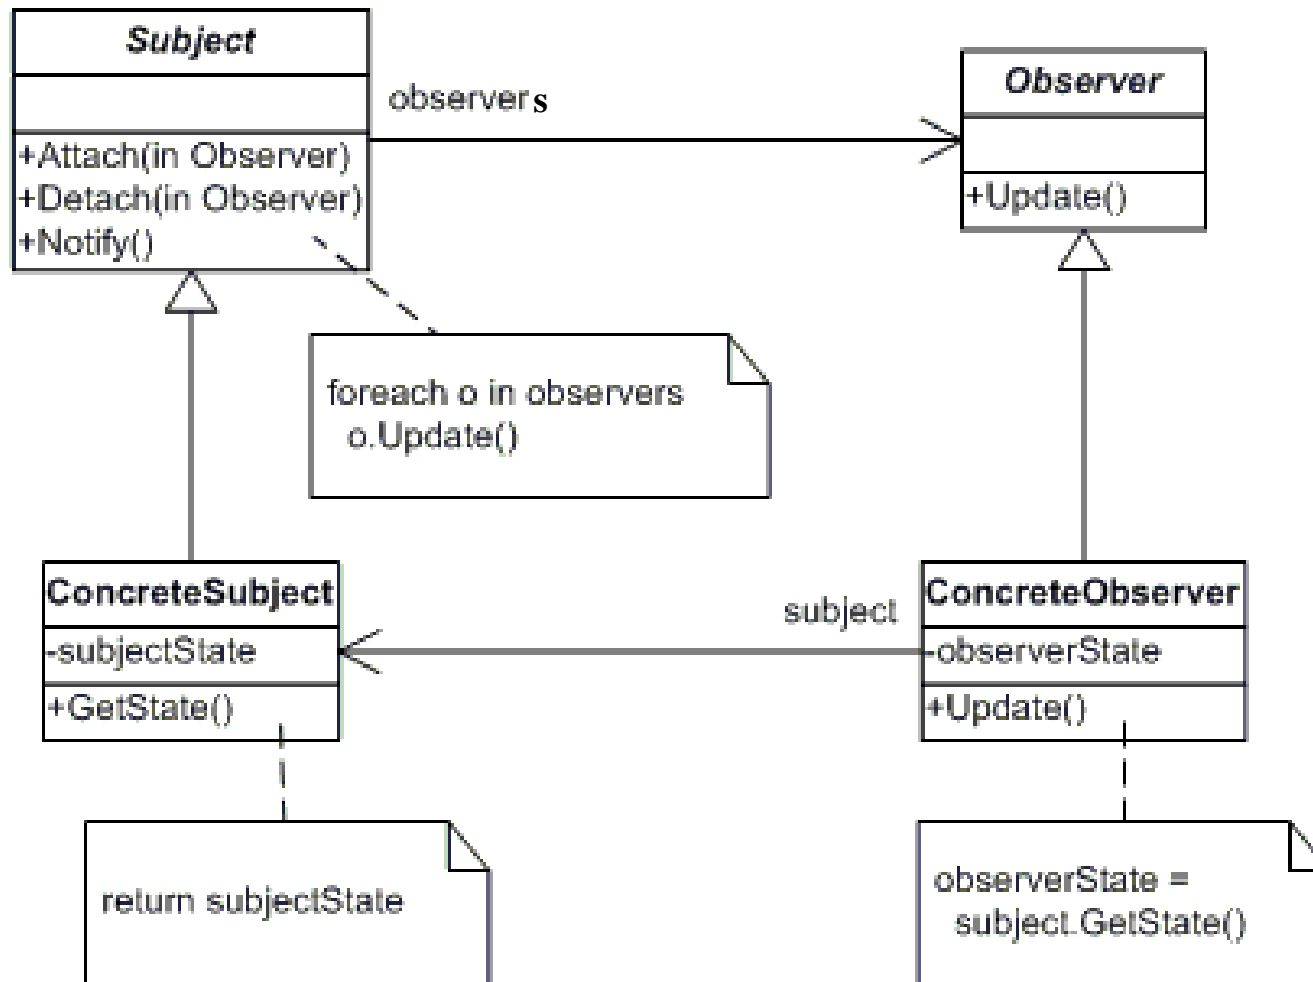 Subject
+Attach(in Observer)
+Detach(in Observer)
+Notify()
observers
Observer
+Update()
foreach o in observers
o.Update()
ConcreteSubject
-subjectState
+GetState()
subject
ConcreteObserver
-observerState
+Update()
return subjectState
observerState =
subject.GetState()